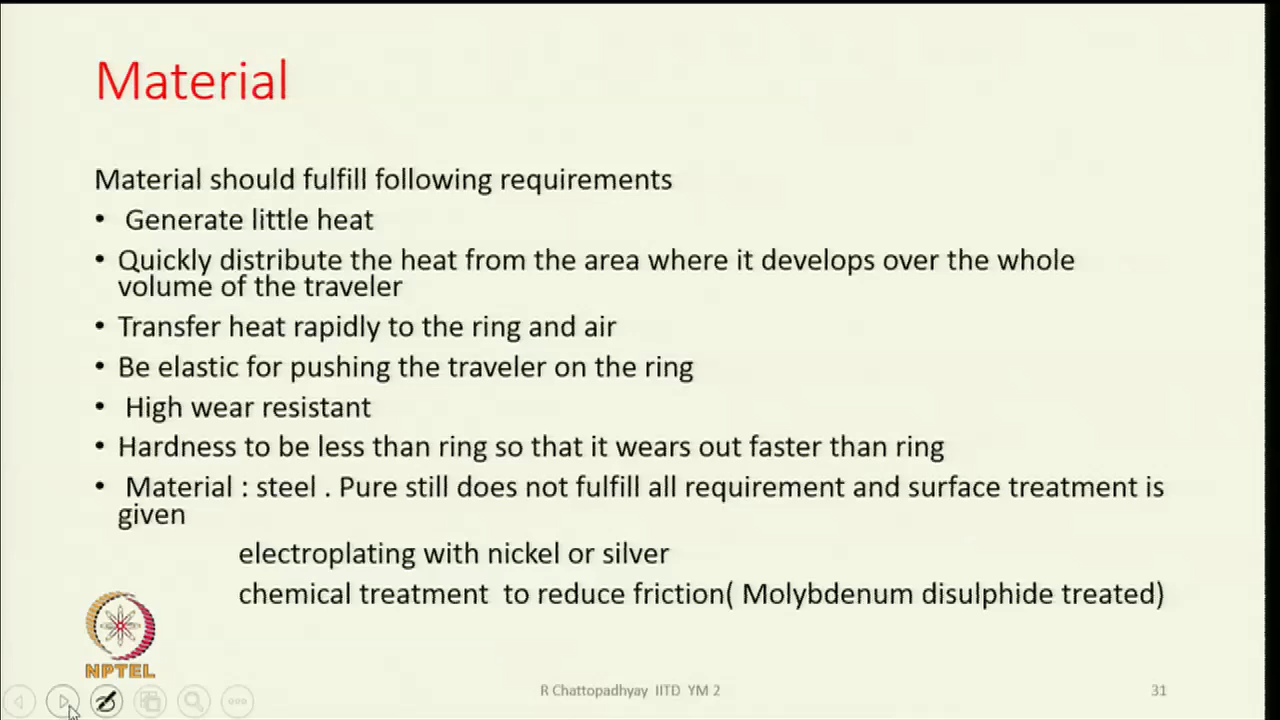 Material
Material should fulfill following requirements
• Generate little heat
• Quickly distribute the heat from the area where it develops over the whole
volume of the traveler
• Transfer heat rapidly to the ring and air
• Be elastic for pushing the traveler on the ring
• High wear resistant
• Hardness to be less than ring so that it wears out faster than ring
• Material : steel . Pure still does not fulfill all requirement and surface treatment is
given
electroplating with nickel or silver
chemical treatment to reduce friction( Molybdenum disulphide treated)
NPTEL
R Chattopadhyay IITD YM 2
31